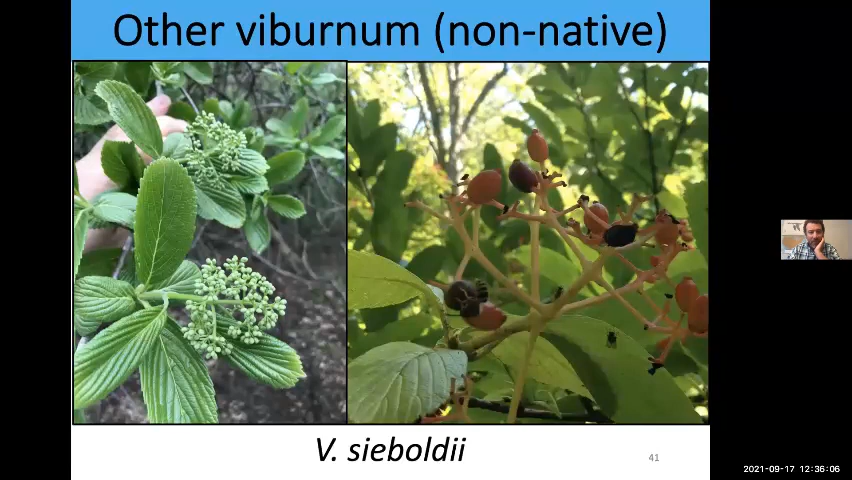 Other viburnum (non-native)
V. sieboldii
41
2021-09-17 12:36:06